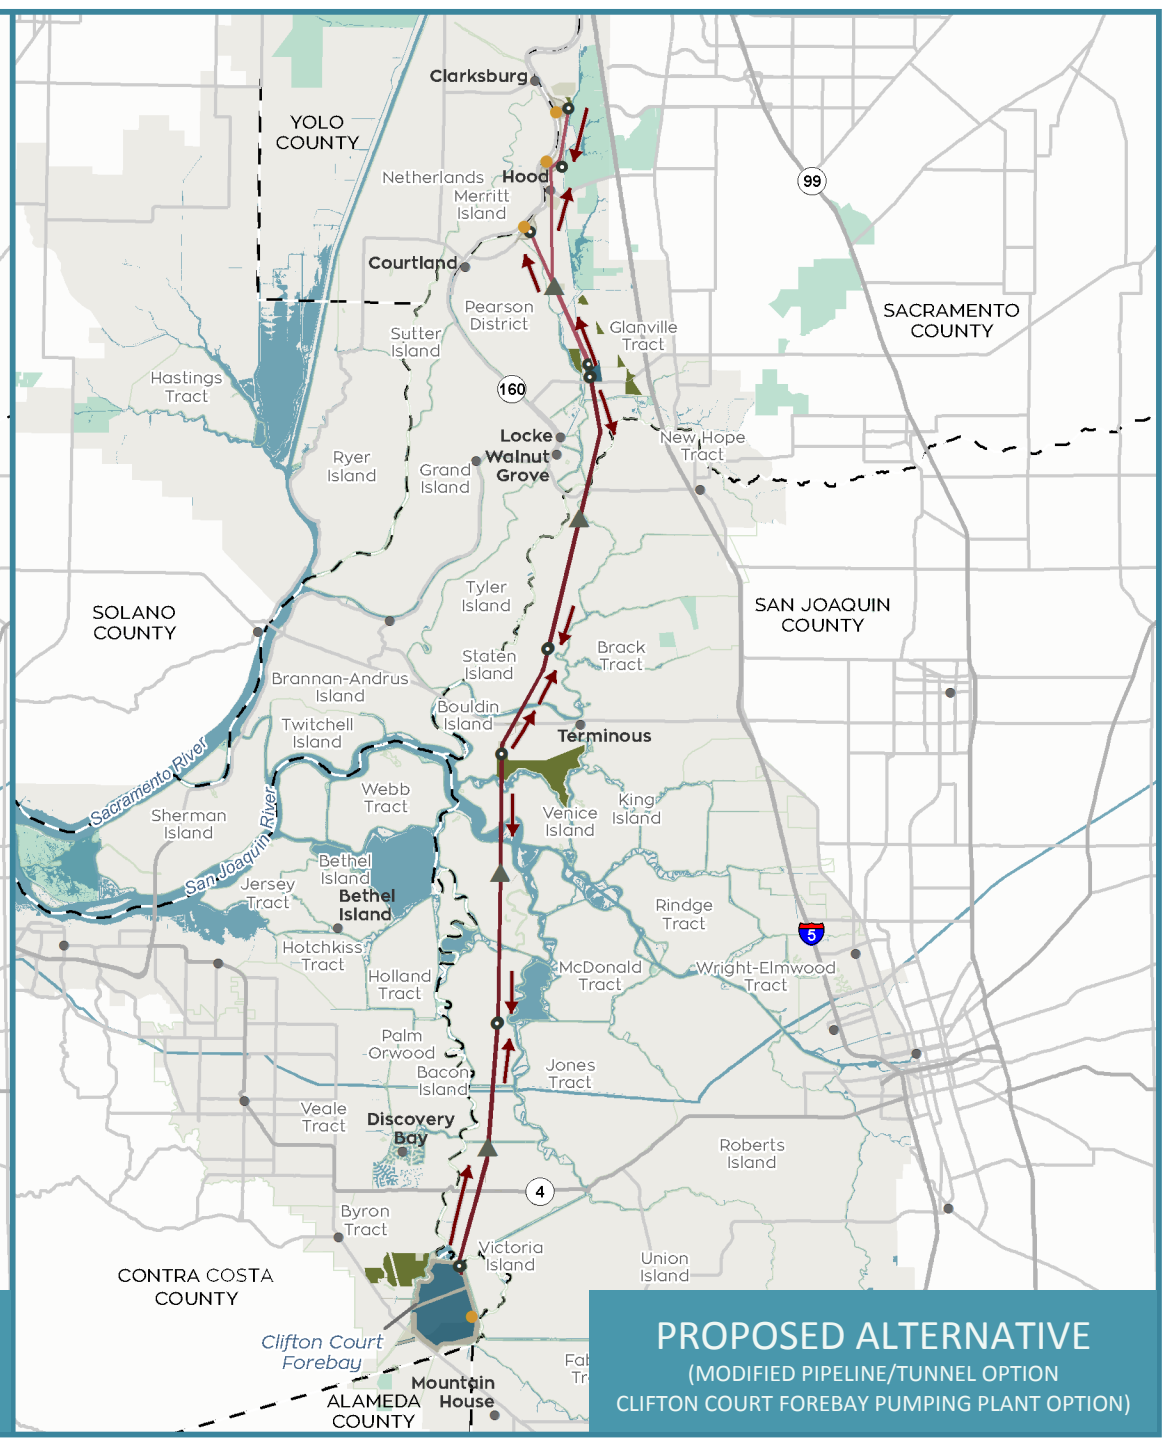 Clarksburg
YOLO
COUNTY
99
Netherlands
Hood
Merritt
Island
Courtland
Pearson
District
SACRAMENTO
COUNTY
Glanville
Tract
Sutter
Island
Hastings
Tract
160
Locke
Walnut
Grove
New Hope
Tract
Ryer
Island
Grand
Island
Tyler
Island
SOLANO
COUNTY
SAN JOAQUIN
COUNTY
Brack
Tract
Staten
Island
Brannan-Andrus
Island
Bouldin
Island
Twitchell
Island
Terminous
Sacramento River
Webb
Tract
King
Island
Venice
Island
Sherman
Island
San Joaquin River
Bethel
Island
Jersey
Tract
Bethel
Island
Rindge
Tract
5
Hotchkiss
Tract
Holland
Tract
McDonald
Tract
Wright-Elmwood
Tract
Palm
Orwood
Bacon
Island
Jones
Tract
Veale
Tract
Discovery
Bay
Roberts
Island
4
Byron
Tract
Victoria
Island
Union
Island
CONTRA COSTA
COUNTY
Clifton Court
Forebay
Fab
Tr
Mountain
House
ALAMEDA
COUNTY
PROPOSED ALTERNATIVE
(MODIFIED PIPELINE/TUNNEL OPTION
CLIFTON COURT FOREBAY PUMPING PLANT OPTION)